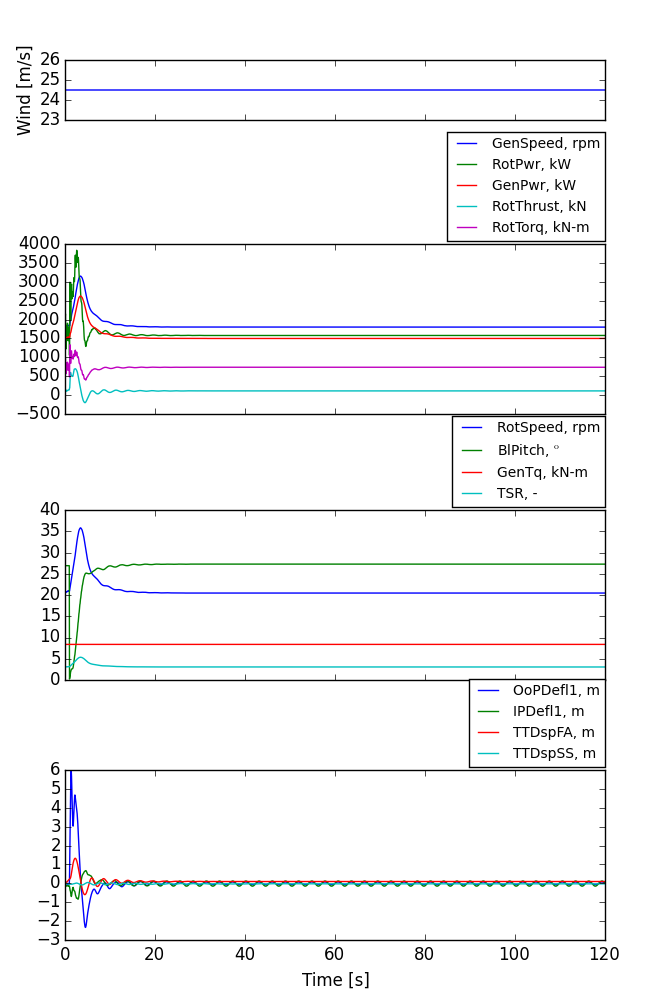 Wind [m/s]
26
25
24
23
GenSpeed, rpm
RotPwr, kW
GenPwr, kW
RotThrust, kN
RotTorq, kN-m
4000
3500
3000
2500
2000
1500
1000
500
0
−500
RotSpeed, rpm
BlPitch, °
GenTq, kN-m
TSR, -
40
35
30
25
20
15
10
5
0
OoPDefl1, m
IPDefl1, m
TTDspFA, m
TTDspSS, m
6
5
4
3
2
1
0
−1
−2
−3
0 20 40 60 80 100 120
Time [s]